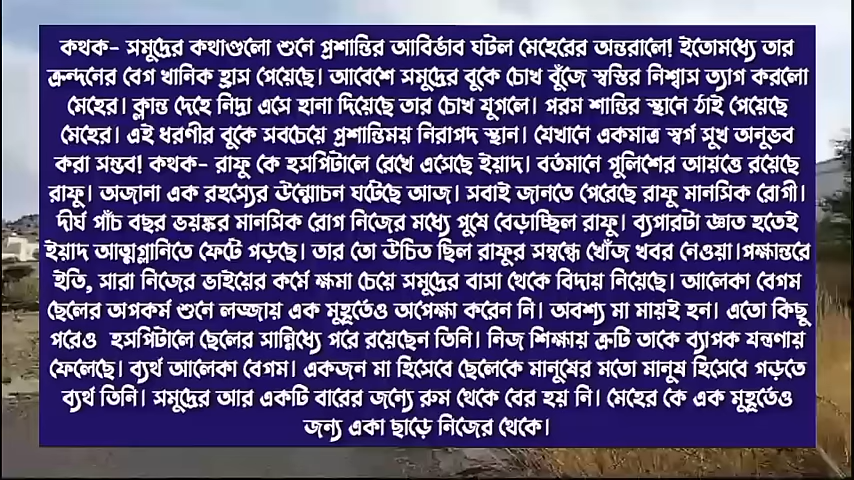 কথক- সমুদ্রের কথাগুলো শুনে প্রশান্তির আবির্ভাব ঘটল মেহেরের অন্তরালে! ইতোমধ্যে তার
ক্রন্দনের বেগ খানিক হ্রাস পেয়েছে। আবেশে সমুদ্রের বুকে চোখ বুঁজে স্বস্তির নিশ্বাস ত্যাগ করলো
মেহের। ক্লান্ত দেহে নিদ্রা এসে হানা দিয়েছে তার চোখ যুগলে। পরম শান্তির স্থানে ঠাই পেয়েছে
মেহের। এই ধরণীর বুকে সবচেয়ে প্রশান্তিময় নিরাপদ স্থান। যেখানে একমাত্র স্বর্গ সুখ অনুভব
করা সম্ভব! কথক- রাফু কে হসপিটালে রেখে এসেছে ইয়াদ। বর্তমানে পুলিশের আয়ত্তে রয়েছে
রাফু। অজানা এক রহস্যের উন্মোচন ঘটেছে আজ। সবাই জানতে পেরেছে রাফু মানসিক রোগী।
দীর্ঘ পাঁচ বছর ভয়ঙ্কর মানসিক রোগ নিজের মধ্যে পুষে বেড়াচ্ছিল রাফু। ব্যপারটা জ্ঞাত হতেই
ইয়াদ আত্মগ্লানিতে ফেটে পড়ছে। তার তো উচিত ছিল রাফুর সম্বন্ধে খোঁজ খবর নেওয়া।পক্ষান্তরে
ইতি, সারা নিজের ভাইয়ের কর্মে ক্ষমা চেয়ে সমুদ্রের বাসা থেকে বিদায় নিয়েছে। আলেকা বেগম
ছেলের অপকর্ম শুনে লজ্জায় এক মুহূর্তেও অপেক্ষা করেন নি। অবশ্য মা মায়ই হন। এতো কিছু
পরেও হসপিটালে ছেলের সান্নিধ্যে পরে রয়েছেন তিনি। নিজ শিক্ষায় ত্রুটি তাকে ব্যাপক যন্ত্রণায়
ফেলেছে। ব্যর্থ আলেকা বেগম। একজন মা হিসেবে ছেলেকে মানুষের মতো মানুষ হিসেবে গড়তে
ব্যর্থ তিনি। সমুদ্রের আর একটি বারের জন্যে রুম থেকে বের হয় নি। মেহের কে এক মুহূর্তেও
জন্য একা ছাড়ে নিজের থেকে।